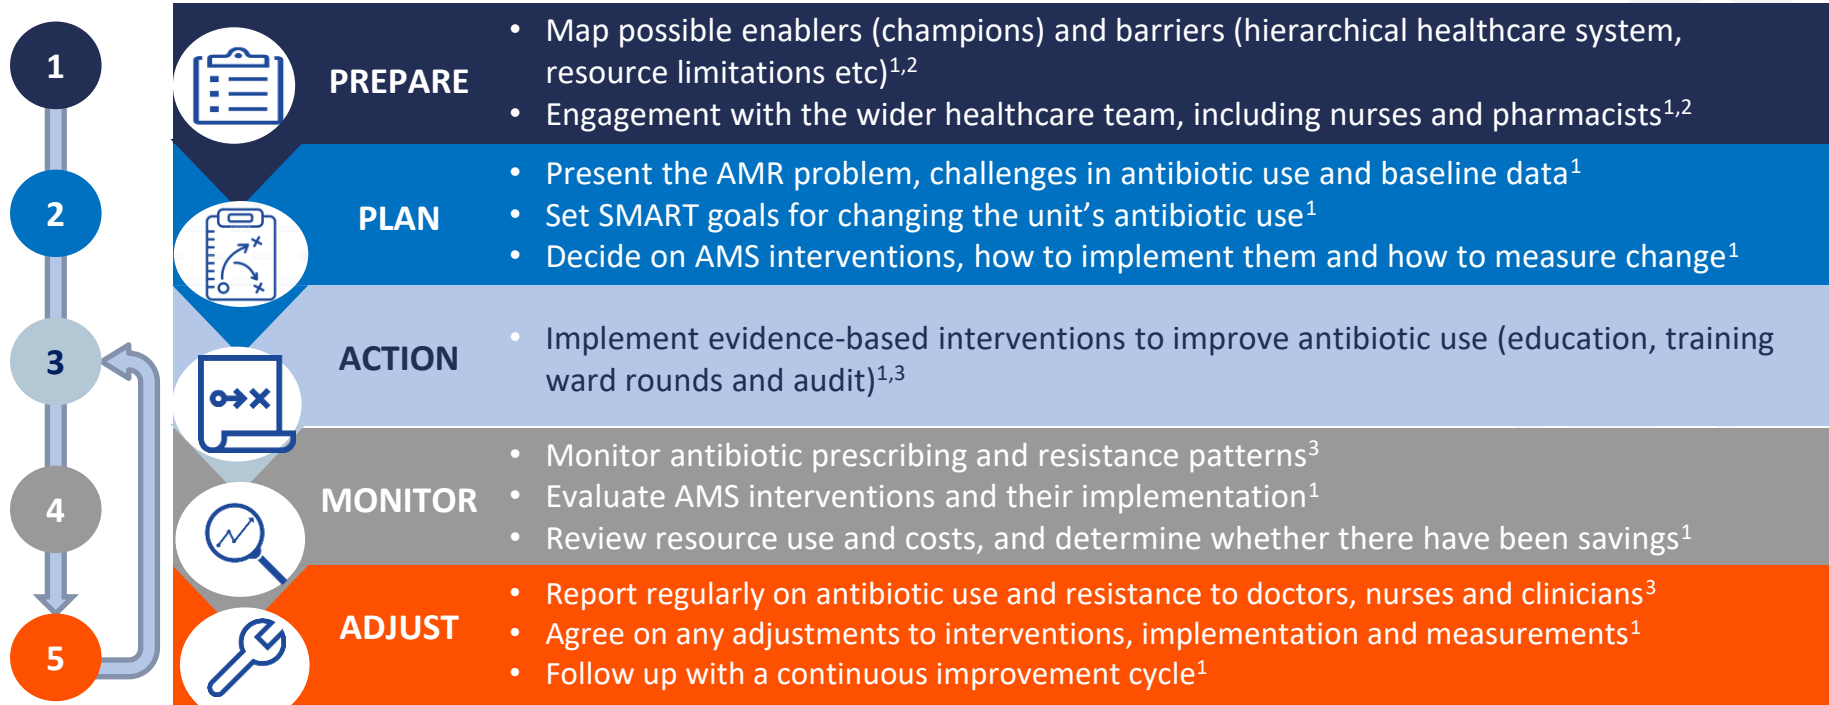 1
PREPARE
• Map possible enablers (champions) and barriers (hierarchical healthcare system,
resource limitations etc)¹,²
• Engagement with the wider healthcare team, including nurses and pharmacists¹,²
2
PLAN
• Present the AMR problem, challenges in antibiotic use and baseline data¹
• Set SMART goals for changing the unit’s antibiotic use¹
• Decide on AMS interventions, how to implement them and how to measure change¹
3
ACTION
• Implement evidence-based interventions to improve antibiotic use (education, training
ward rounds and audit)¹,³
4
MONITOR
• Monitor antibiotic prescribing and resistance patterns³
• Evaluate AMS interventions and their implementation¹
• Review resource use and costs, and determine whether there have been savings¹
5
ADJUST
• Report regularly on antibiotic use and resistance to doctors, nurses and clinicians³
• Agree on any adjustments to interventions, implementation and measurements¹
• Follow up with a continuous improvement cycle¹